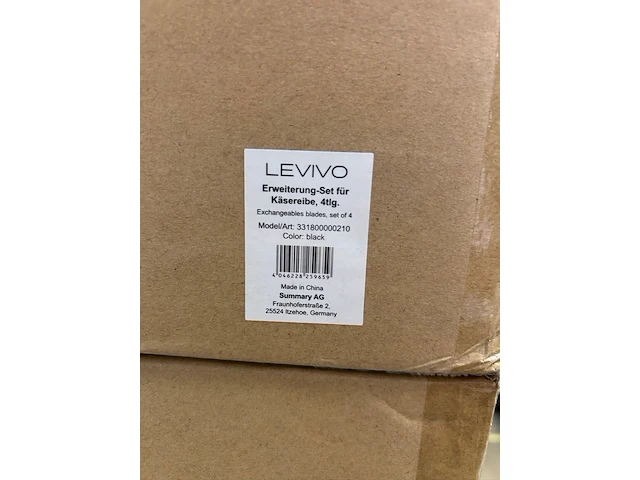 LEVIVO
Erweiterung-Set für
Käsereibe, 4tlg.
Exchangeables blades, set of 4
Model/Art: 331800000210
Color: black
4 046228 259659
Made in China
Summary AG
Fraunhoferstraße 2,
25524 Itzehoe, Germany